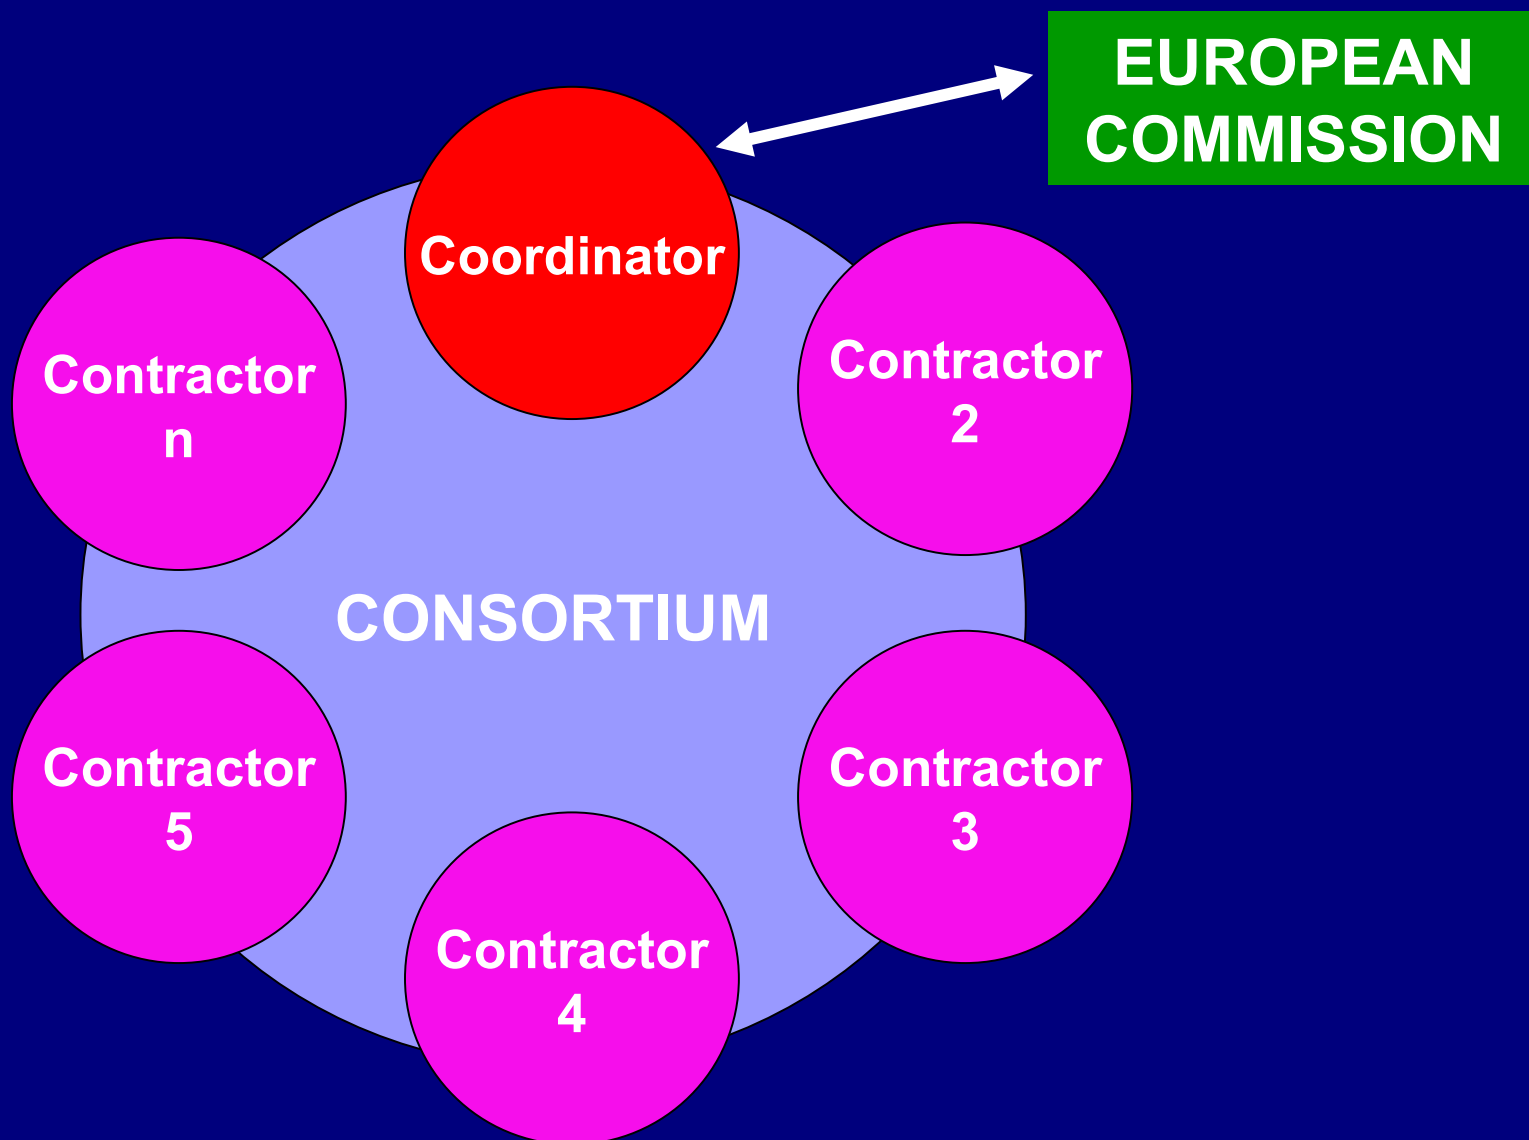 EUROPEAN
COMMISSION
Coordinator
Contractor
2
Contractor
3
Contractor
4
Contractor
5
Contractor
n
CONSORTIUM